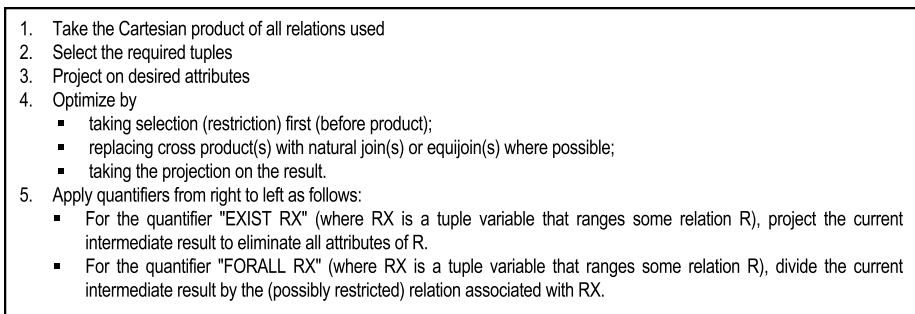 1. Take the Cartesian product of all relations used
2. Select the required tuples
3. Project on desired attributes
4. Optimize by
▪ taking selection (restriction) first (before product);
▪ replacing cross product(s) with natural join(s) or equijoin(s) where possible;
▪ taking the projection on the result.
5. Apply quantifiers from right to left as follows:
▪ For the quantifier "EXIST RX" (where RX is a tuple variable that ranges some relation R), project the current
intermediate result to eliminate all attributes of R.
▪ For the quantifier "FORALL RX" (where RX is a tuple variable that ranges some relation R), divide the current
intermediate result by the (possibly restricted) relation associated with RX.